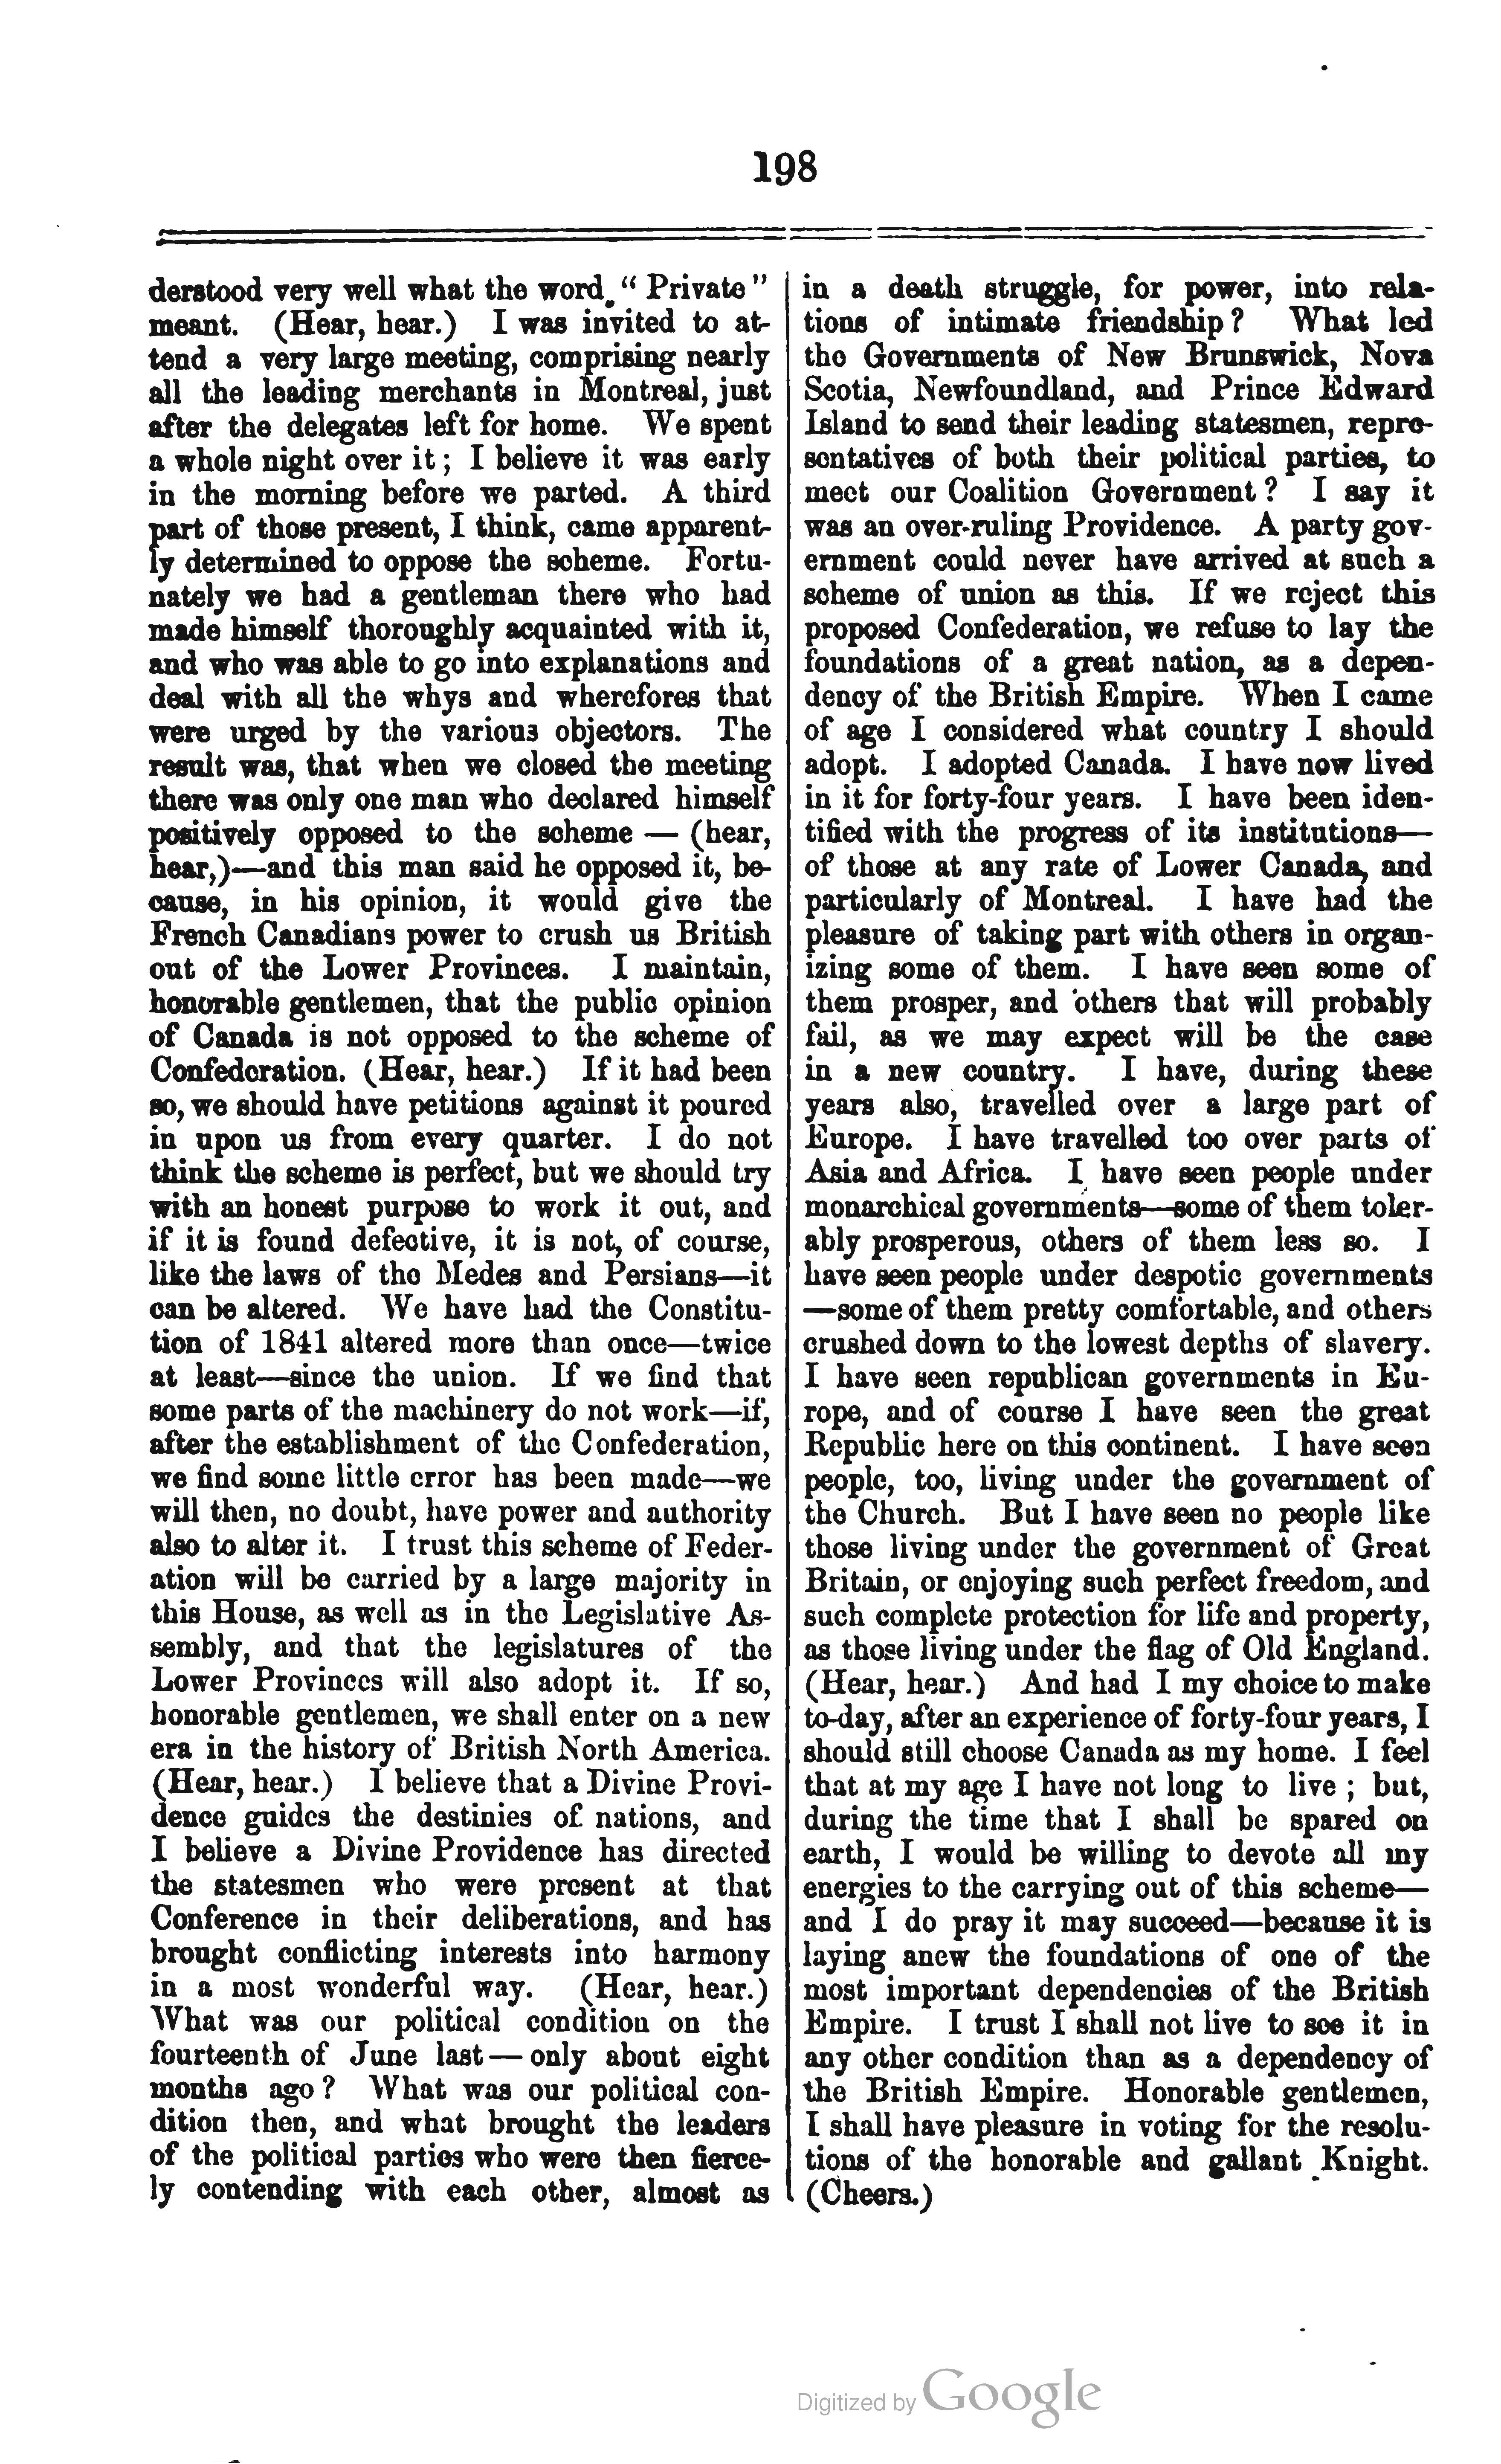 198
derstood very well what the word “ Private ”
meant. (Hear, hear.) I was invited to at-
tend a very large meeting, comprising nearly
all the leading merchants in Montreal, just
after the delegates left for home. We spent
a whole night over it ; I believe it was early
in the morning before we parted. A third
part of those present, I think, came apparent-
ly determined to oppose the scheme. Fortu-
nately we had a gentleman there who had
made himself thoroughly acquainted with it,
and who was able to go into explanations and
deal with all the whys and wherefores that
were urged by the various objectors. The
result was, that when we closed the meeting
there was only one man who declared himself
positively opposed to the scheme — (hear,
hear,)—and this man said he opposed it, be-
cause, in his opinion, it would give the
French Canadians power to crush us British
out of the Lower Provinces. I maintain,
honorable gentlemen, that the public opinion
of Canada is not opposed to the scheme of
Confederation. (Hear, hear.) If it had been
so, we should have petitions against it poured
in upon us from every quarter. I do not
think the scheme is perfect, but we should try
with an honest purpose to work it out, and
if it is found defective, it is not, of course,
like the laws of the Medes and Persians—it
can be altered. We have had the Constitu-
tion of 1841 altered more than once—twice
at least—since the union. If we find that
some parts of the machinery do not work—if,
after the establishment of the Confederation,
we find some little error has been made—we
will then, no doubt, have power and authority
also to alter it. I trust this scheme of Feder-
ation will be carried by a large majority in
this House, as well as in the Legislative As-
sembly, and that the legislatures of the
Lower Provinces will also adopt it. If so,
honorable gentlemen, we shall enter on a new
era in the history of British North America.
(Hear, hear.) I believe that a Divine Provi-
dence guides the destinies of nations, and
I believe a Divine Providence has directed
the statesmen who were present at that
Conference in their deliberations, and has
brought conflicting interests into harmony
in a most wonderful way. (Hear, hear.)
What was our political condition on the
fourteenth of June last — only about eight
months ago ? What was our political con-
dition then, and what brought the leaders
of the political parties who were then fierce-
ly contending with each other, almost as
in a death struggle, for power, into rela-
tions of intimate friendship ? What led
the Governments of New Brunswick, Nova
Scotia, Newfoundland, and Prince Edward
Island to send their leading statesmen, repre-
sentatives of both their political parties, to
meet our Coalition Government ? I say it
was an over-ruling Providence. A party gov-
ernment could never have arrived at such a
scheme of union as this. If we reject this
proposed Confederation, we refuse to lay the
foundations of a great nation, as a depen-
dency of the British Empire. When I came
of age I considered what country I should
adopt. I adopted Canada. I have now lived
in it for forty-four years. I have been iden-
tified with the progress of its institutions—
of those at any rate of Lower Canada, and
particularly of Montreal. I have had the
pleasure of taking part with others in organ-
izing some of them. I have seen some of
them prosper, and others that will probably
fail, as we may expect will be the case
in a new country. I have, during these
years also, travelled over a large part of
Europe. I have travelled too over parts of
Asia and Africa. I have seen people under
monarchical governments—some of them toler-
ably prosperous, others of them less so. I
have seen people under despotic governments
—some of them pretty comfortable, and others
crushed down to the lowest depths of slavery.
I have seen republican governments in Eu-
rope, and of course I have seen the great
Republic here on this continent. I have seen
people, too, living under the government of
the Church. But I have seen no people like
those living under the government of Great
Britain, or enjoying such perfect freedom, and
such complete protection for life and property,
as those living under the flag of Old England.
(Hear, hear.) And had I my choice to make
to-day, after an experience of forty-four years, I
should still choose Canada as my home. I feel
that at my age I have not long to live ; but,
during the time that I shall be spared on
earth, I would be willing to devote all my
energies to the carrying out of this scheme—
and I do pray it may succeed—because it is
laying anew the foundations of one of the
most important dependencies of the British
Empire. I trust I shall not live to see it in
any other condition than as a dependency of
the British Empire. Honorable gentlemen,
I shall have pleasure in voting for the resolu-
tions of the honorable and gallant Knight.
(Cheers.)
Digitized by Google